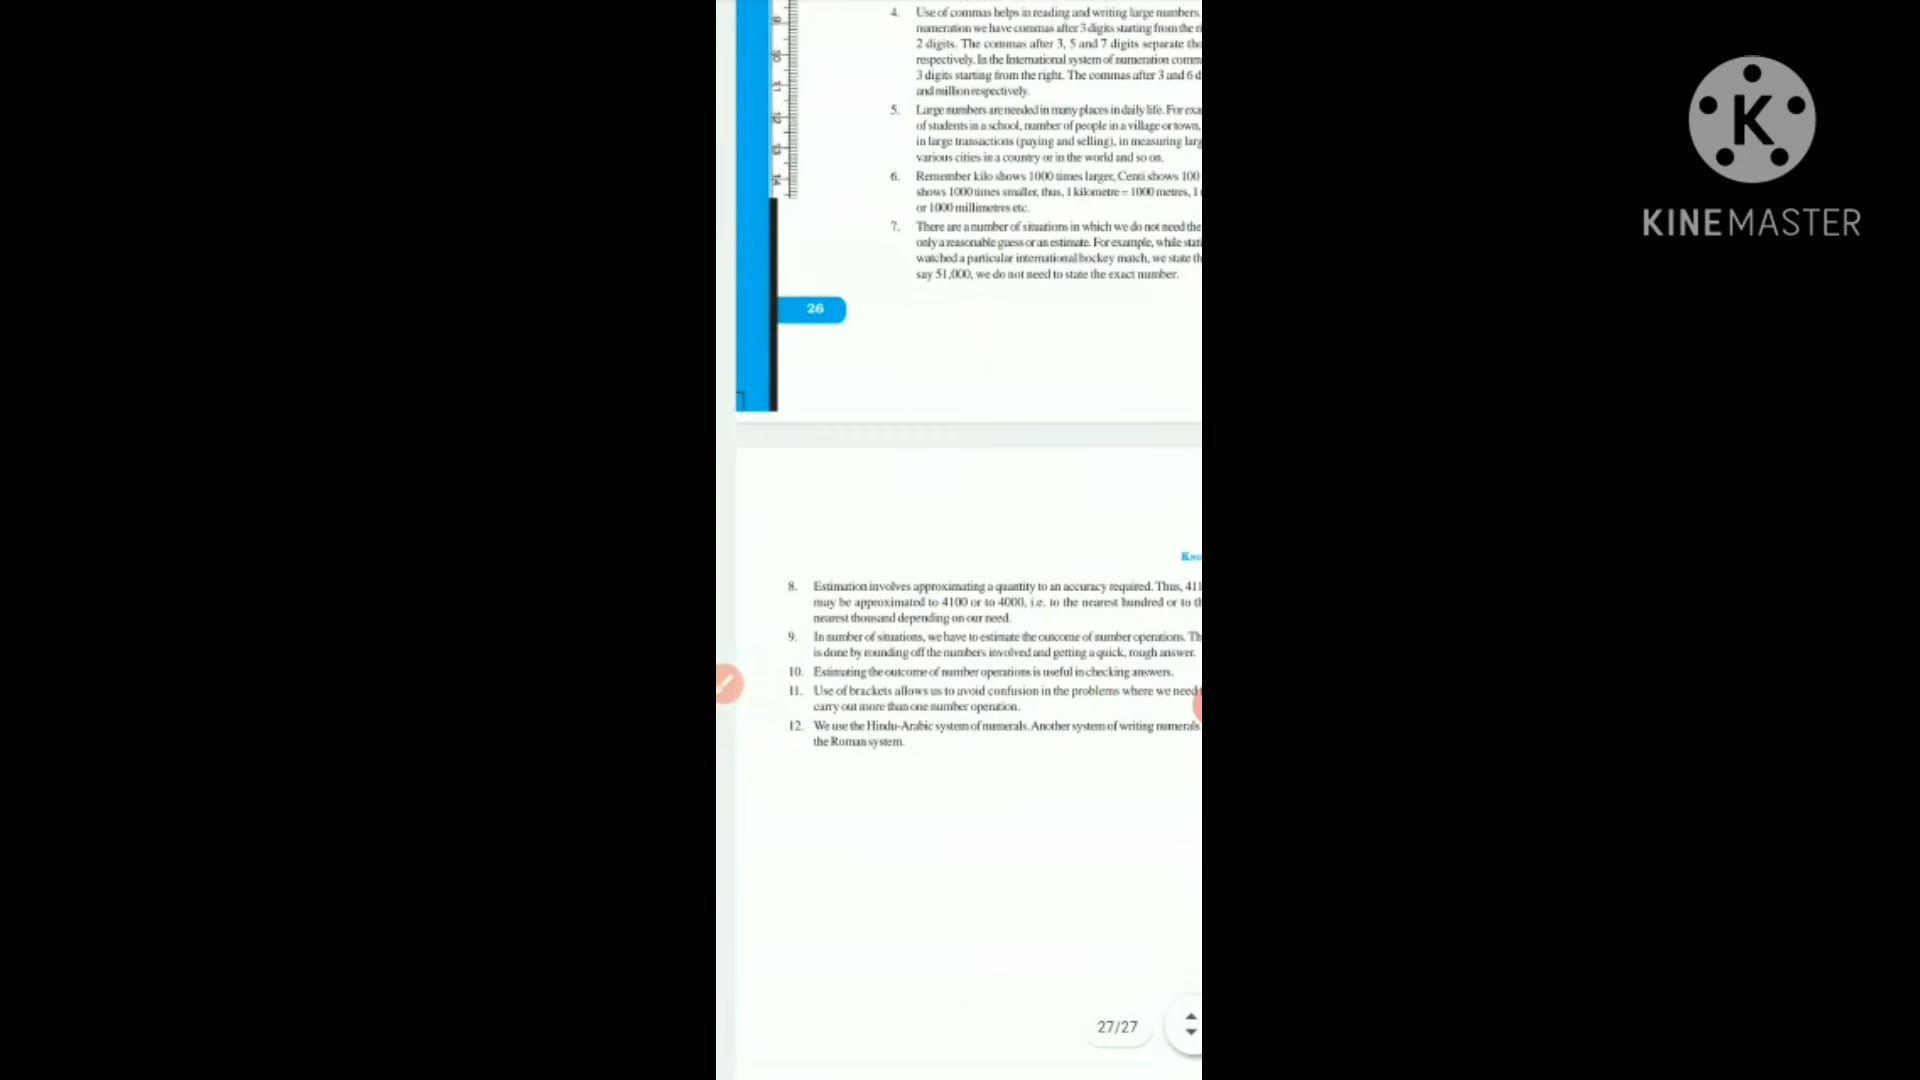 4. Use of commas helps in reading and writing large numbers.
numeration we have commas after 3 digits starting from the
2 digits. The commas after 3, 5 and 7 digits separate
respectively. In the International system of numeration
3 digits starting from the right. The commas after 3 and 6
and million respectively.
5. Large numbers are needed in many places in daily life. For
of students in a school, number of people in a village or town,
in large transactions (paying and selling), in measuring
various cities in a country or in the world and so on.
6. Remember kilo shows 1000 times larger, Centi shows 100
shows 1000 times smaller, thus, 1 kilometre = 1000 metres, 1
or 1000 millimetres etc.
7. There are a number of situations in which we do not need the
only a reasonable guess or an estimate. For example, while
watched a particular international hockey match, we state
say 51,000, we do not need to state the exact number.
9
10
11
12
13
14
26
8. Estimation involves approximating a quantity to an accuracy required. Thus, 411
may be approximated to 4100 or to 4000, i.e. to the nearest hundred or to
nearest thousand depending on our need.
9. In number of situations, we have to estimate the outcome of number operations.
is done by rounding off the numbers involved and getting a quick, rough answer.
10. Estimating the outcome of number operations is useful in checking answers.
11. Use of brackets allows us to avoid confusion in the problems where we need
carry out more than one number operation.
12. We use the Hindu-Arabic system of numerals. Another system of writing numerals
the Roman system.
27/27
K
KINEMASTER